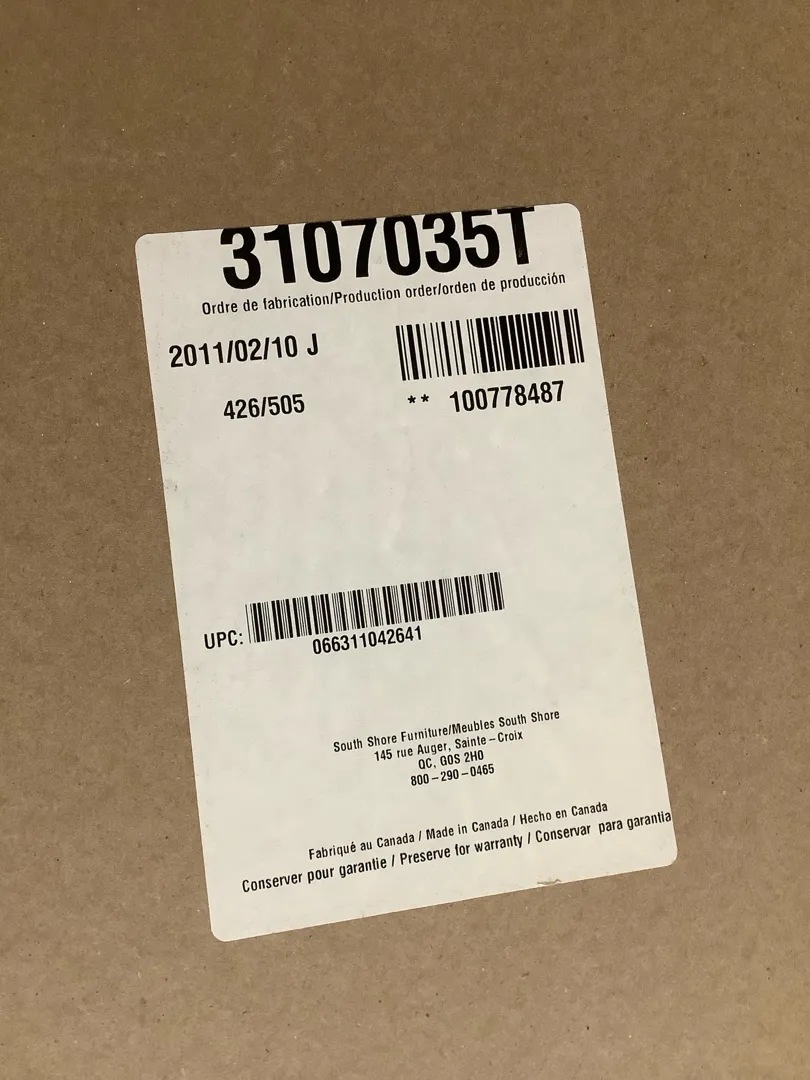 3107035T
Ordre de fabrication/Production order/orden de producción
2011/02/10 J
426/505
** 100778487
UPC:
066311042641
South Shore Furniture/Meubles South Shore
145 rue Auger, Sainte-Croix
QC, G0S 2H0
800-290-0465
Fabriqué au Canada / Made in Canada / Hecho en Canada
Conserver pour garantie / Preserve for warranty / Conservar para garantia